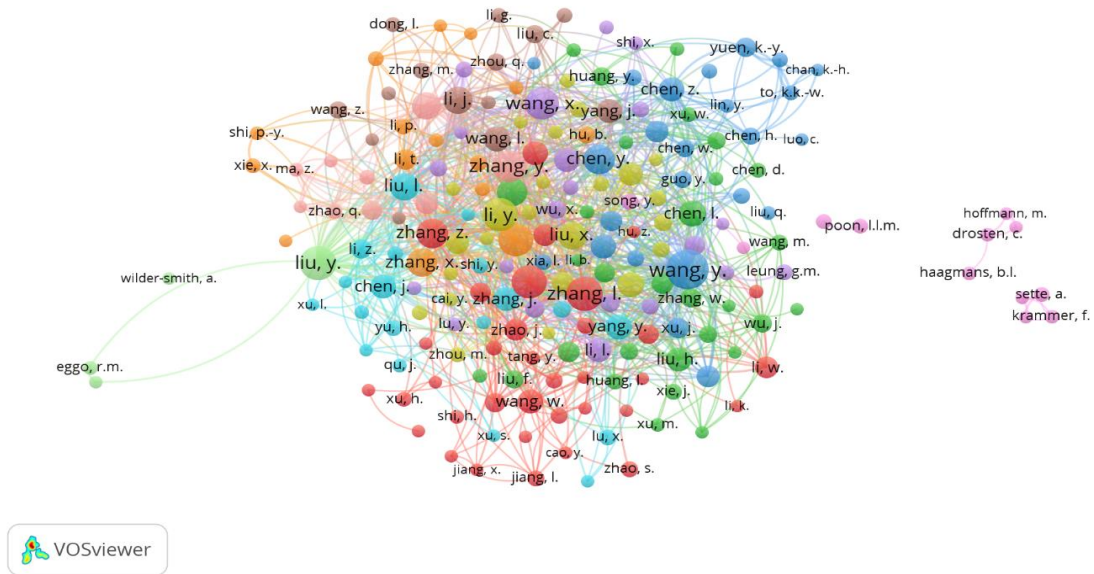 li, g.
dong, l.
liu, c.
shi, x.
yuen, k.-y.
zhou, q.
zhang, m.
huang, y.
chan, k.-h.
chen, z.
to, k.k.-w.
li, j.
wang, x.
lin, y.
wang, z.
yang, j.
xu, w.
li, p.
shi, p.-y.
wang, l.
hu, b.
chen, h.
luo, c.
chen, w.
li, t.
zhang, y.
chen, y.
xie, x.
ma, z.
guo, y.
chen, d.
liu, l.
song, y.
zhao, q.
wu, x.
li, y.
chen, l.
liu, q.
hoffmann, m.
poon, l.l.m.
zhang, z.
liu, x.
hu, z.
drosten, c.
li, z.
wang, m.
liu, y.
zhang, x.
shi, y.
xia, l.
li, b.
wang, y.
leung, g.m.
haagmans, b.l.
wilder-smith, a.
chen, j.
cai, y.
zhang, j.
zhang, l.
zhang, w.
sette, a.
xu, l.
lu, y.
yu, h.
zhao, j.
yang, y.
xu, j.
wu, j.
krammer, f.
zhou, m.
tang, y.
li, l.
liu, h.
eggo, r.m.
qu, j.
liu, f.
huang, l.
li, w.
xu, h.
wang, w.
xie, j.
li, k.
shi, h.
xu, m.
xu, s.
lu, x.
cao, y.
jiang, x.
jiang, l.
zhao, s.
VOSviewer